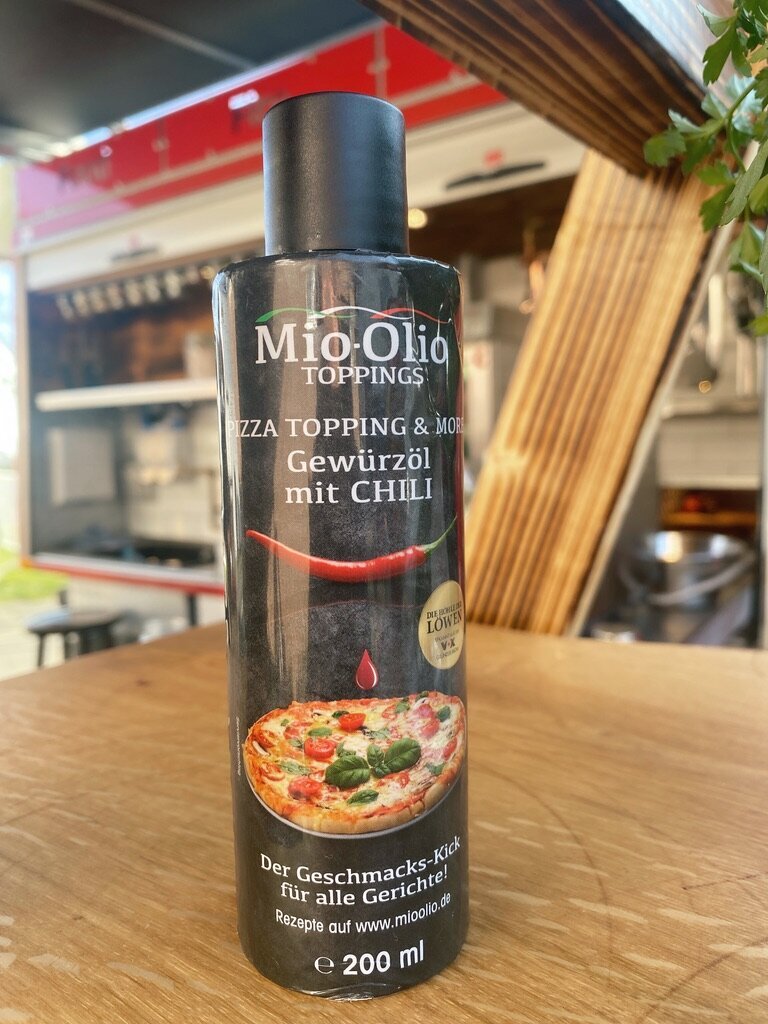 Mio-Olio
TOPPINGS
PIZZA TOPPING & MORE
Gewürzöl
mit CHILI
DIE HÖHLE DER
LÖWEN
Der Geschmacks-Kick
für alle Gerichte!
Rezepte auf www.mioolio.de
℮ 200 ml